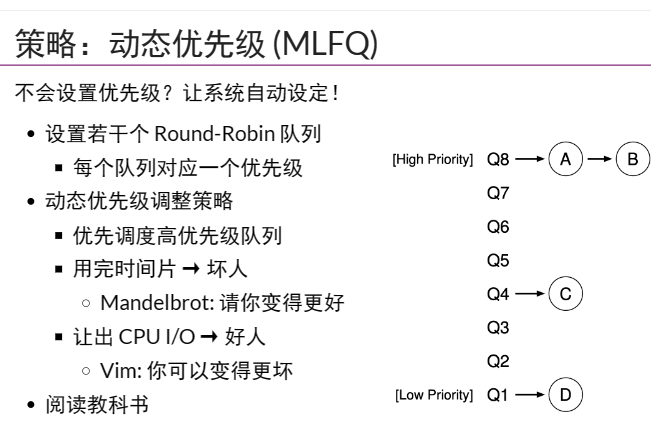 策略：动态优先级 (MLFQ)
不会设置优先级？让系统自动设定！
• 设置若干个 Round-Robin 队列
▪ 每个队列对应一个优先级
• 动态优先级调整策略
▪ 优先调度高优先级队列
▪ 用完时间片 → 坏人
◦ Mandelbrot: 请你变得更好
▪ 让出 CPU I/O → 好人
◦ Vim: 你可以变得更坏
• 阅读教科书
[High Priority] Q8 → A → B
Q7
Q6
Q5
Q4 → C
Q3
Q2
[Low Priority] Q1 → D